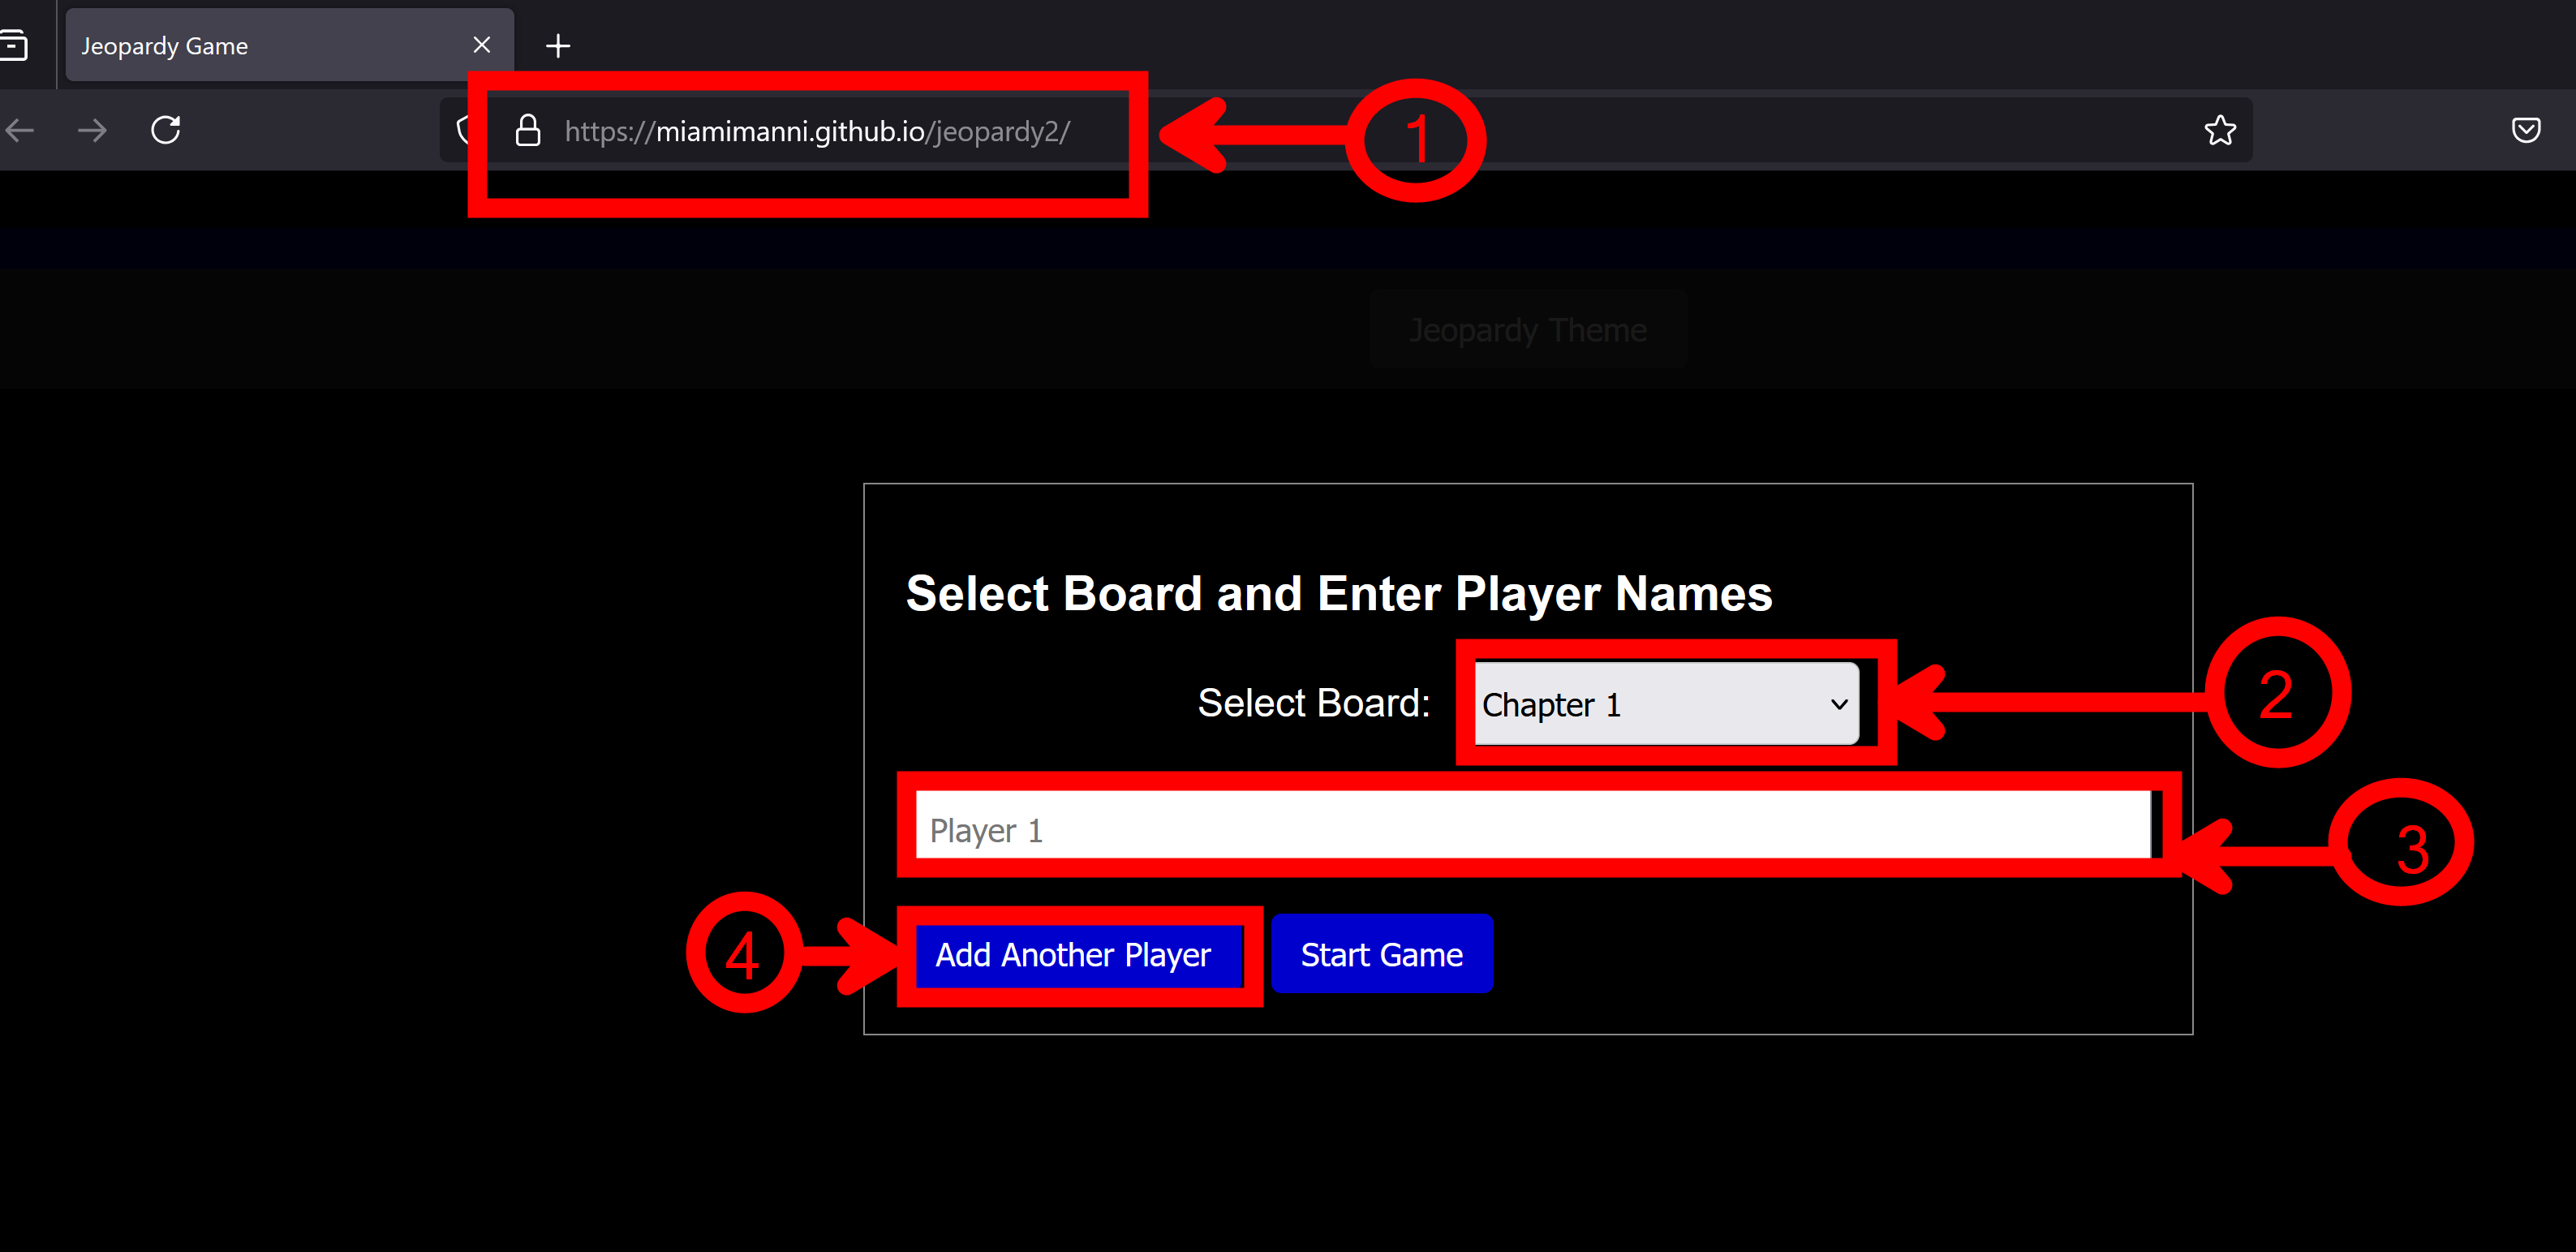 Jeopardy Game
https://miamimanni.github.io/jeopardy2/
1
Jeopardy Theme
Select Board and Enter Player Names
Select Board: Chapter 1
2
Player 1
3
4
Add Another Player
Start Game